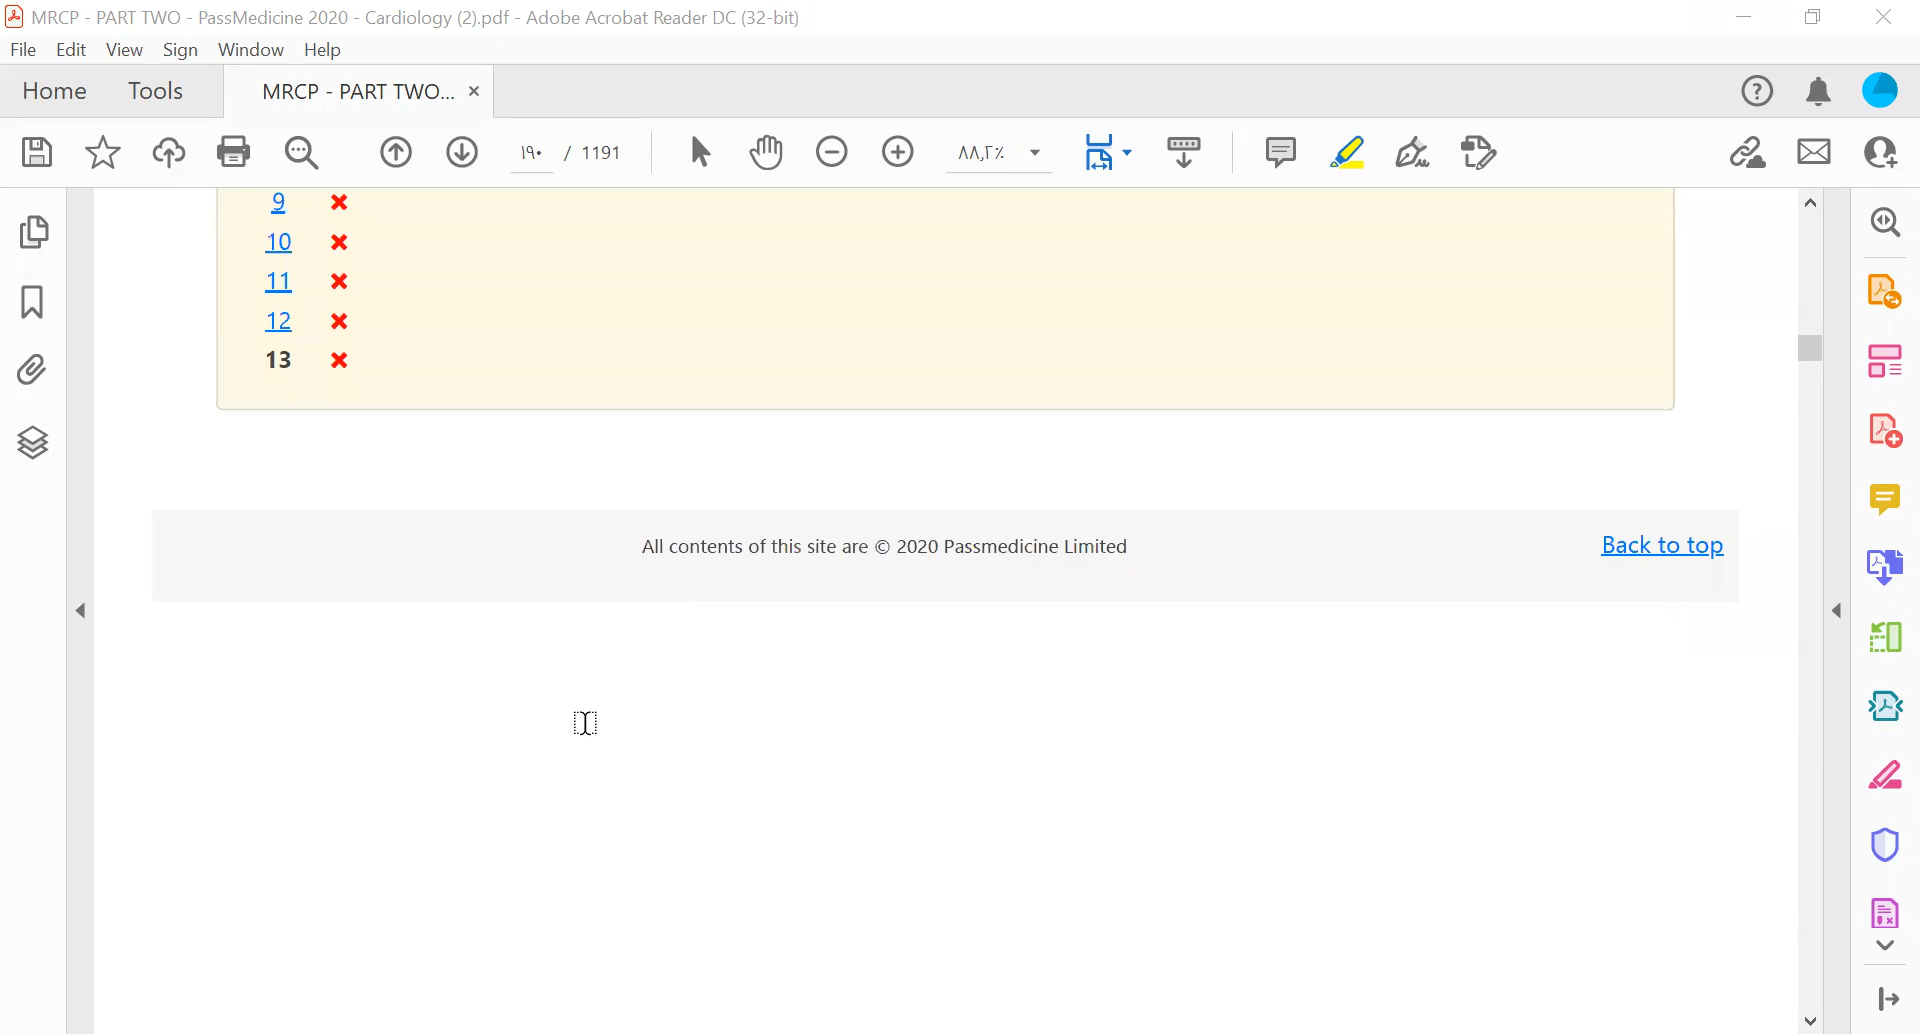 MRCP - PART TWO - PassMedicine 2020 - Cardiology (2).pdf - Adobe Acrobat Reader DC (32-bit)
File Edit View Sign Window Help
Home Tools MRCP - PART TWO... ×
١٩٠ / 1191 ٨٨,٢٪
9
10
11
12
13
All contents of this site are © 2020 Passmedicine Limited
Back to top